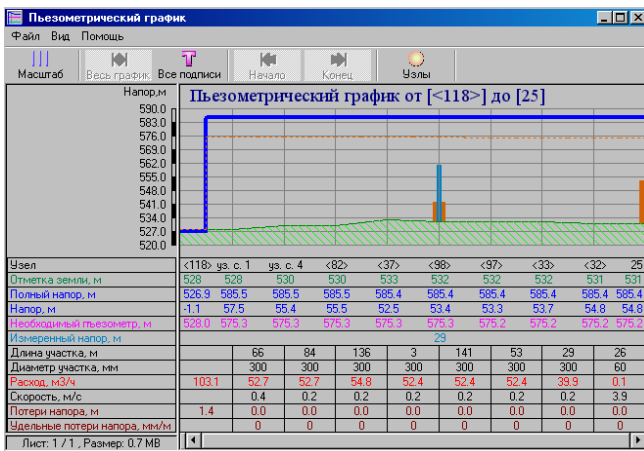 Пьезометрический график
Файл Вид Помощь
Масштаб Весь график Все подписи Начало Конец Узлы
Напор,м Пьезометрический график от [<118>] до [25]
590.0
583.0
576.0
569.0
562.0
555.0
548.0
541.0
534.0
527.0
520.0
Узел <118> уз. с. 1 уз. с. 4 <82> <37> <98> <97> <33> <32> 25
Отметка земли, м 528 528 530 530 533 532 532 532 531 531
Полный напор, м 526.9 585.5 585.5 585.5 585.4 585.4 585.4 585.4 585.4 585.4
Напор, м -1.1 57.5 55.4 55.5 52.5 53.4 53.3 53.7 54.8 54.8
Необходимый пьезометр, м 528.0 575.3 575.3 575.3 575.3 575.3 575.2 575.2 575.2 575.2
Измеренный напор, м 29
Длина участка, м 66 84 136 3 141 53 29 26
Диаметр участка, мм 300 300 300 300 300 300 300 60
Расход, м3/ч 103.1 52.7 52.7 54.8 52.4 52.4 52.4 39.9 0.1
Скорость, м/с 0.4 0.2 0.2 0.2 0.2 0.2 0.2 3.9
Потери напора, м 1.4 0.0 0.0 0.0 0.0 0.0 0.0 0.0 0.0
Удельные потери напора, мм/м 0 0 0 0 0 0 0 0
Лист: 1 / 1 , Размер: 0.7 MB